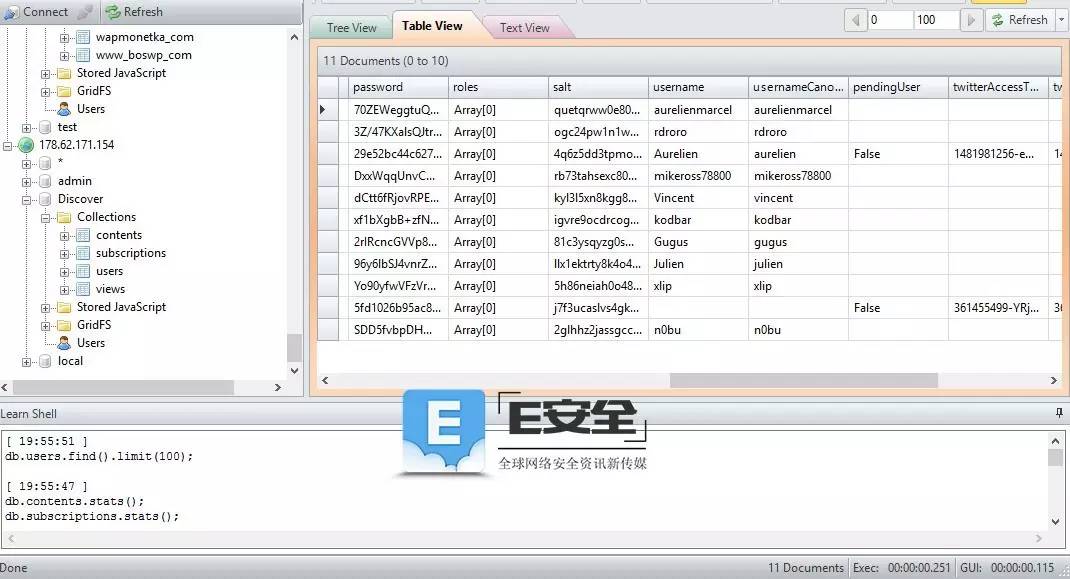 Connect Refresh
wapmonetka_com
www_boswp_com
Stored JavaScript
GridFS
Users
test
178.62.171.154
*
admin
Discover
Collections
contents
subscriptions
users
views
Stored JavaScript
GridFS
Users
local
Tree View Table View Text View 0 100 Refresh
11 Documents (0 to 10)
password roles salt username usernameCano... pendingUser twitterAccessT...
70ZEWeggtuQ... Array[0] quetqrww0e80... aurelienmarcel aurelienmarcel
3Z/47KXalsQJtr... Array[0] ogc24pw1n1w... rdroro rdroro
29e52bc44c627... Array[0] 4q6z5dd3tpmo... Aurelien aurelien False 1481981256-e...
DxxWqqUnvC... Array[0] rb73tahsexc80... mikeross78800 mikeross78800
dCtt6fRjovRPE... Array[0] kyl3l5xn8kgg8... Vincent vincent
xf1bXgbB+zfN... Array[0] igvre9ocdrcog... kodbar kodbar
2rlRcncGVVp8... Array[0] 81c3ysqyzg0s... Gugus gugus
96y6lbSJ4vnrZ... Array[0] llx1ektrty8k4o4... Julien julien
Yo90yfwVFzVr... Array[0] 5h86neiah0o48... xlip xlip
5fd1026b95ac8... Array[0] j7f3ucaslvs4gk... False 361455499-YRj...
SDD5fvbpDH... Array[0] 2glhhz2jassgcc... n0bu n0bu
E E安全
全球网络安全资讯新传媒
Learn Shell
[ 19:55:51 ]
db.users.find().limit(100);
[ 19:55:47 ]
db.contents.stats();
db.subscriptions.stats();
Done 11 Documents Exec: 00:00:00.251 GUI: 00:00:00.115